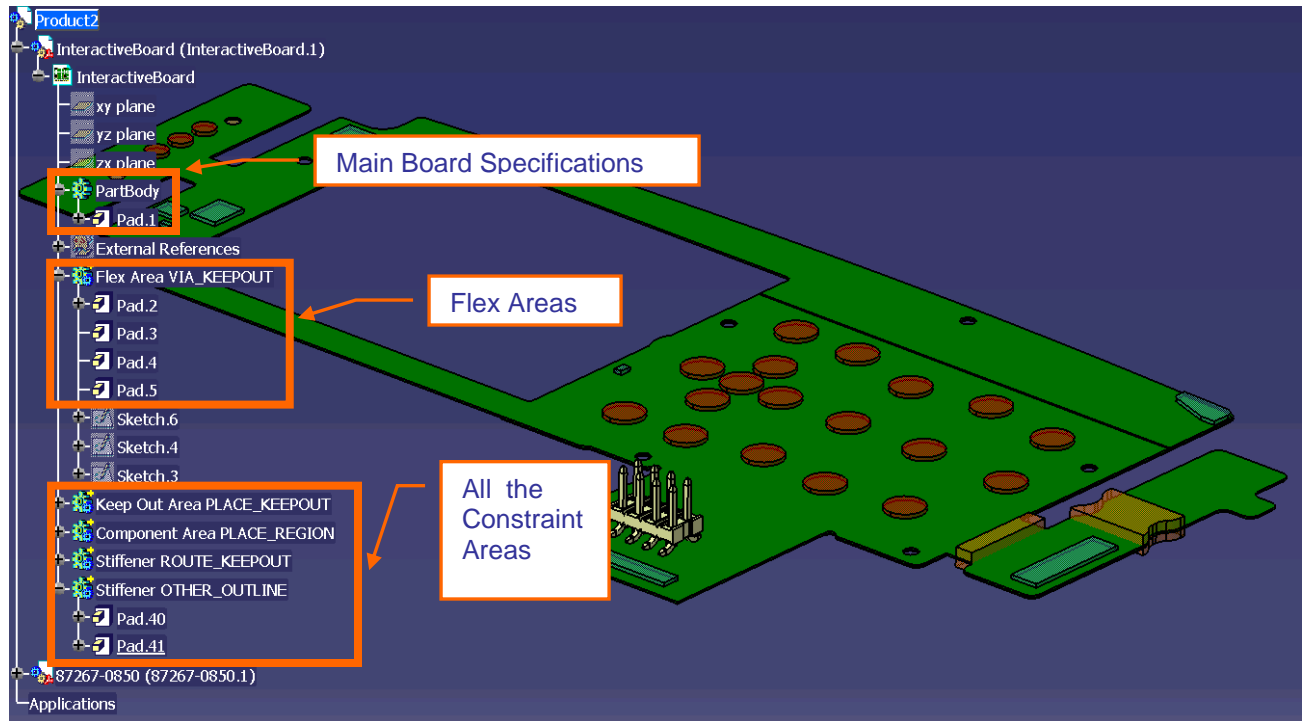 Product2
InteractiveBoard (InteractiveBoard.1)
InteractiveBoard
xy plane
yz plane
zx plane
Main Board Specifications
PartBody
Pad.1
External References
Flex Area VIA_KEEPOUT
Pad.2
Flex Areas
Pad.3
Pad.4
Pad.5
Sketch.6
Sketch.4
Sketch.3
All the
Constraint
Areas
Keep Out Area PLACE_KEEPOUT
Component Area PLACE_REGION
Stiffener ROUTE_KEEPOUT
Stiffener OTHER_OUTLINE
Pad.40
Pad.41
87267-0850 (87267-0850.1)
Applications